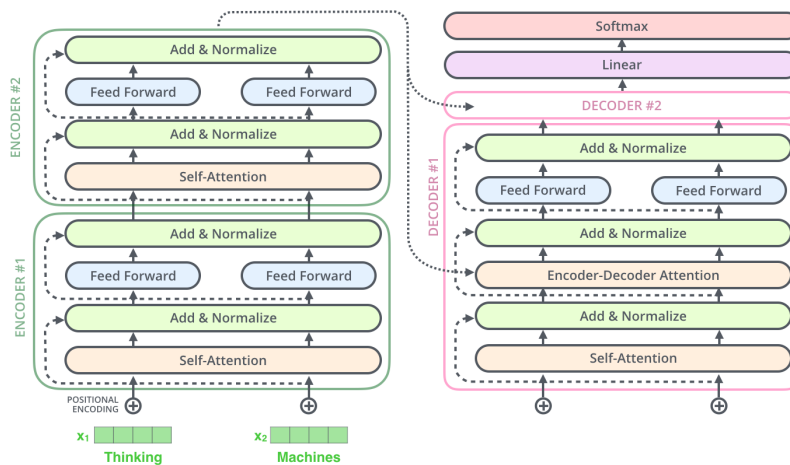 ENCODER #2
Add & Normalize
Feed Forward
Feed Forward
Add & Normalize
Self-Attention
ENCODER #1
Add & Normalize
Feed Forward
Feed Forward
Add & Normalize
Self-Attention
POSITIONAL
ENCODING
x₁
x₂
Thinking
Machines
Softmax
Linear
DECODER #2
DECODER #1
Add & Normalize
Feed Forward
Feed Forward
Add & Normalize
Encoder-Decoder Attention
Add & Normalize
Self-Attention